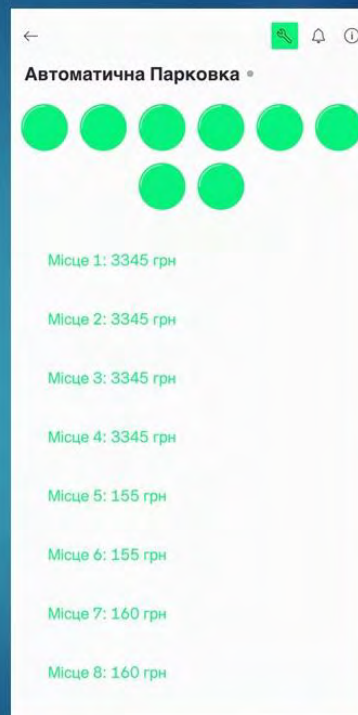 Автоматична Парковка
Місце 1: 3345 грн
Місце 2: 3345 грн
Місце 3: 3345 грн
Місце 4: 3345 грн
Місце 5: 155 грн
Місце 6: 155 грн
Місце 7: 160 грн
Місце 8: 160 грн